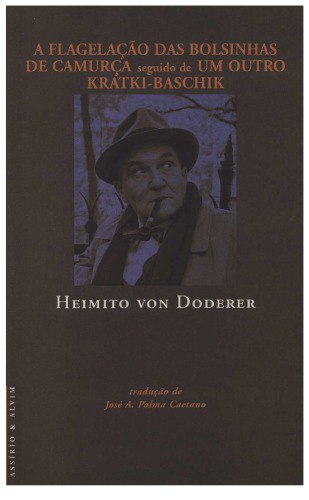 A FLAGELAÇÃO DAS BOLSINHAS
DE CAMURÇA seguido de UM OUTRO
KRATKI-BASCHIK
HEIMITO VON DODERER
tradução de
José A. Palma Caetano
ASSÍRIO & ALVIM